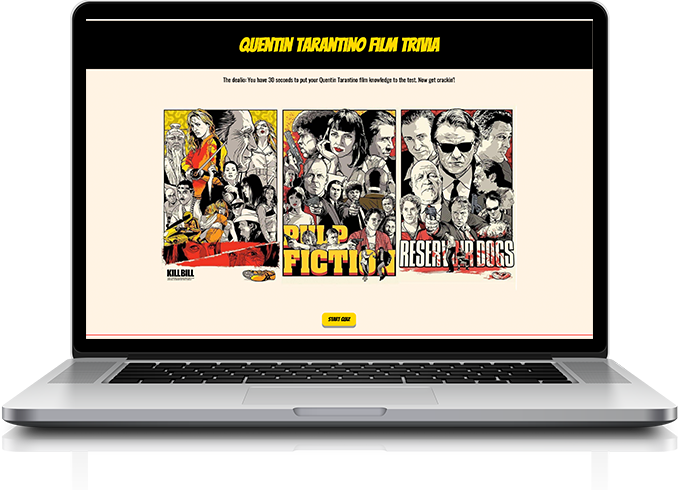 QUENTIN TARANTINO FILM TRIVIA
The dealio: You have 30 seconds to put your Quentin Tarantino film knowledge to the test. Now get crackin'!
KILL BILL
PULP
FICTION
RESERVOIR DOGS
START QUIZ